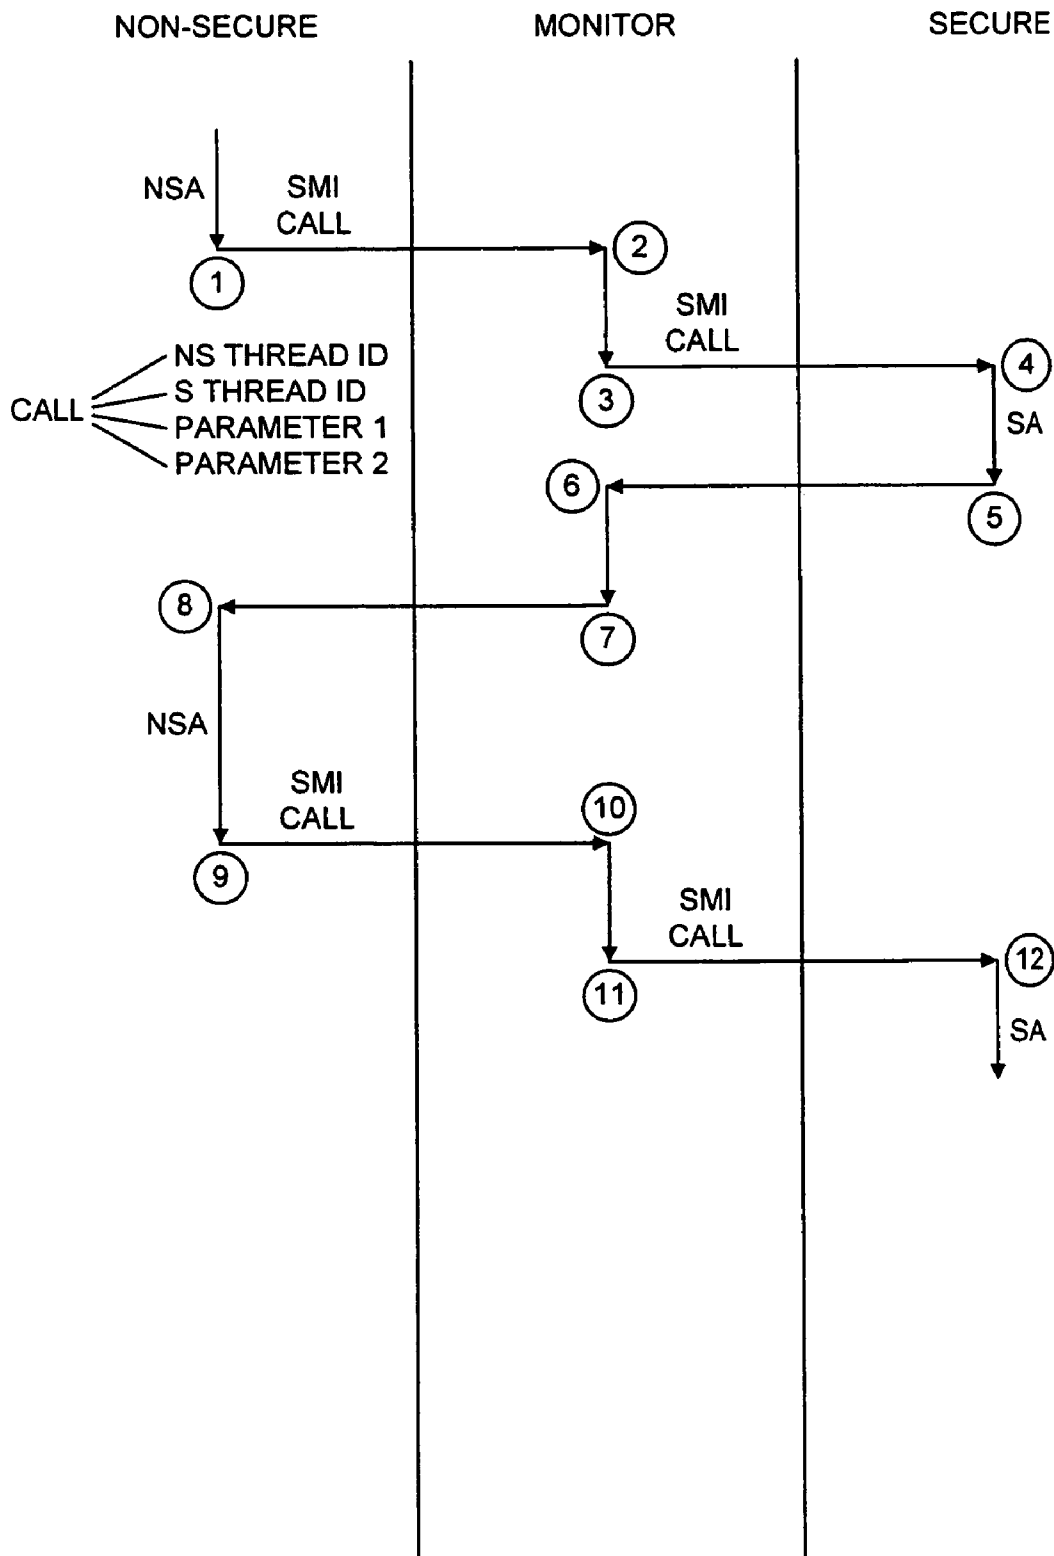 NON-SECURE
MONITOR
SECURE
NSA
SMI
CALL
1
2
SMI
CALL
3
4
SA
CALL
NS THREAD ID
S THREAD ID
PARAMETER 1
PARAMETER 2
6
5
8
7
NSA
SMI
CALL
9
10
SMI
CALL
11
12
SA